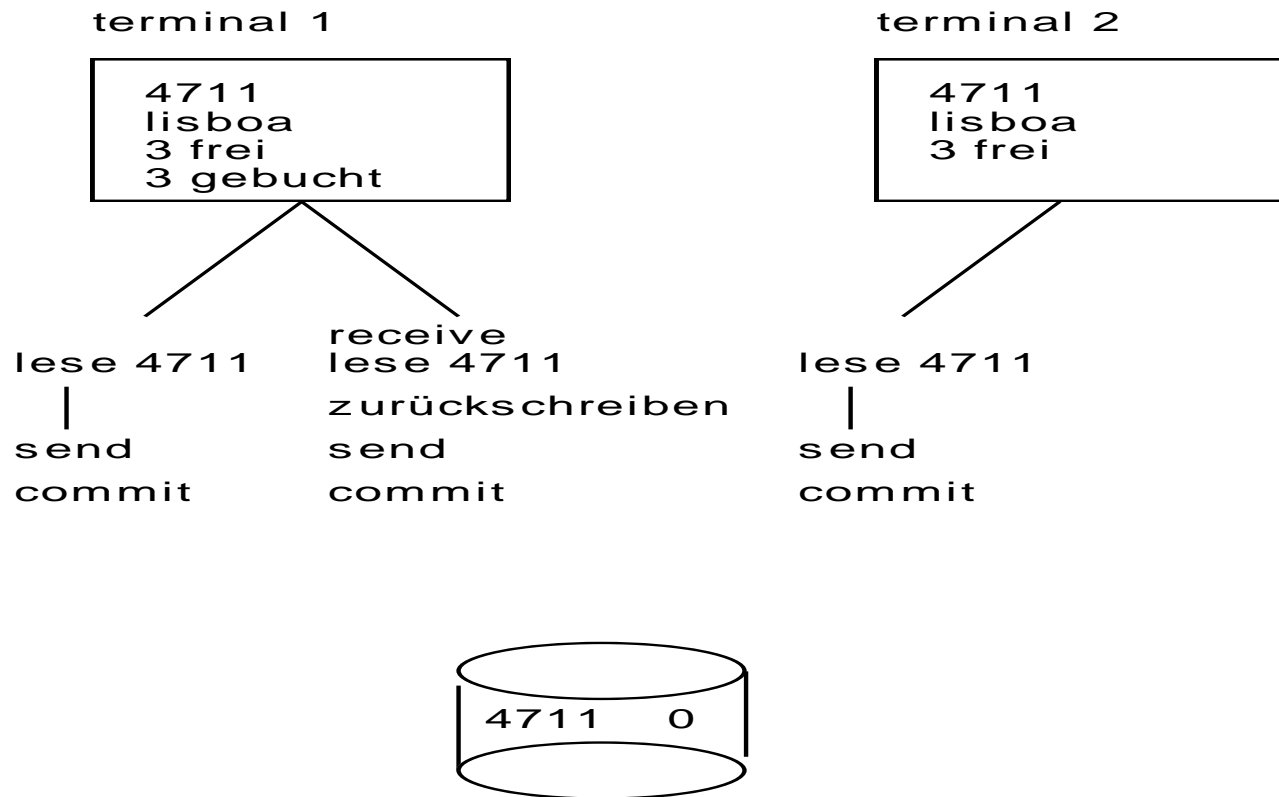 terminal 1
4711
lisboa
3 frei
3 gebucht
lese 4711
send
commit
receive
lese 4711
zurückschreiben
send
commit
terminal 2
4711
lisboa
3 frei
lese 4711
send
commit
4711 0